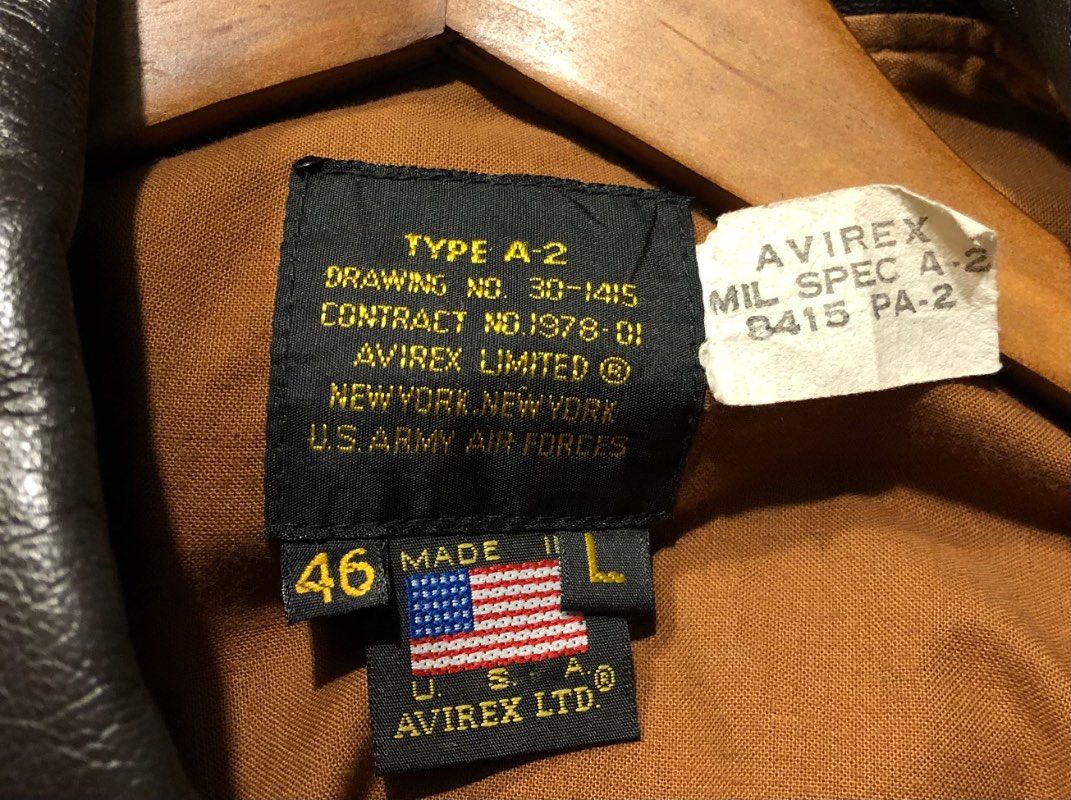 TYPE A-2
DRAWING NO. 30-1415
CONTRACT NO.1978-01
AVIREX LIMITED ®
NEW YORK.NEW YORK
U.S. ARMY AIR FORCES
AVIREX
MIL SPEC A-2
8415 PA-2
46
MADE
L
U. S. A.
AVIREX LTD.®